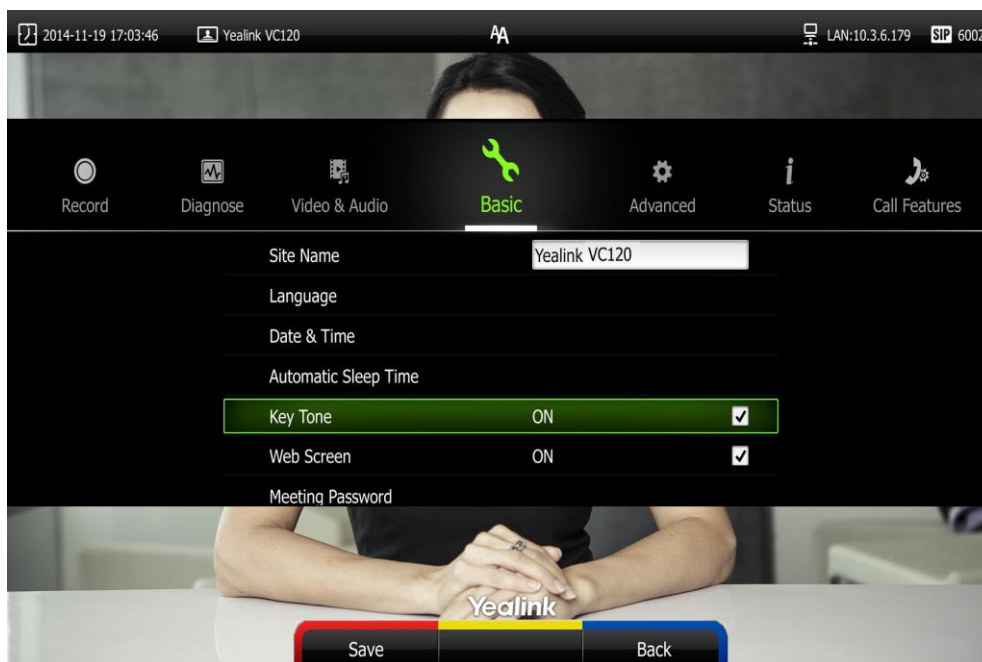 2014-11-19 17:03:46 Yealink VC120 AA LAN:10.3.6.179 SIP 6002
Record Diagnose Video & Audio Basic Advanced Status Call Features
Site Name Yealink VC120
Language
Date & Time
Automatic Sleep Time
Key Tone ON
Web Screen ON
Meeting Password
Yealink
Save Back